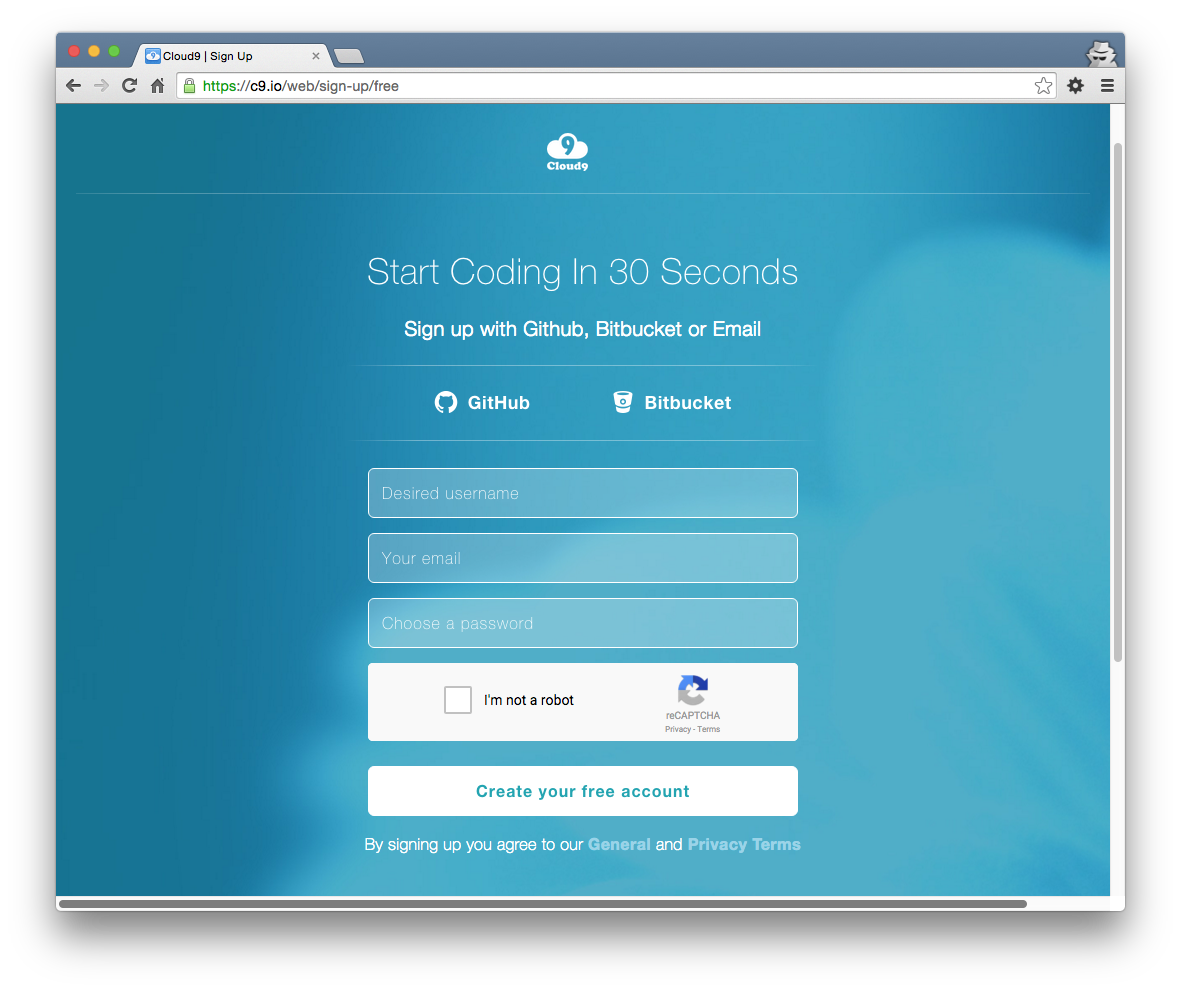 Cloud9 | Sign Up
https://c9.io/web/sign-up/free
9
Cloud9
Start Coding In 30 Seconds
Sign up with Github, Bitbucket or Email
GitHub
Bitbucket
Desired username
Your email
Choose a password
I'm not a robot
reCAPTCHA
Privacy - Terms
Create your free account
By signing up you agree to our General and Privacy Terms